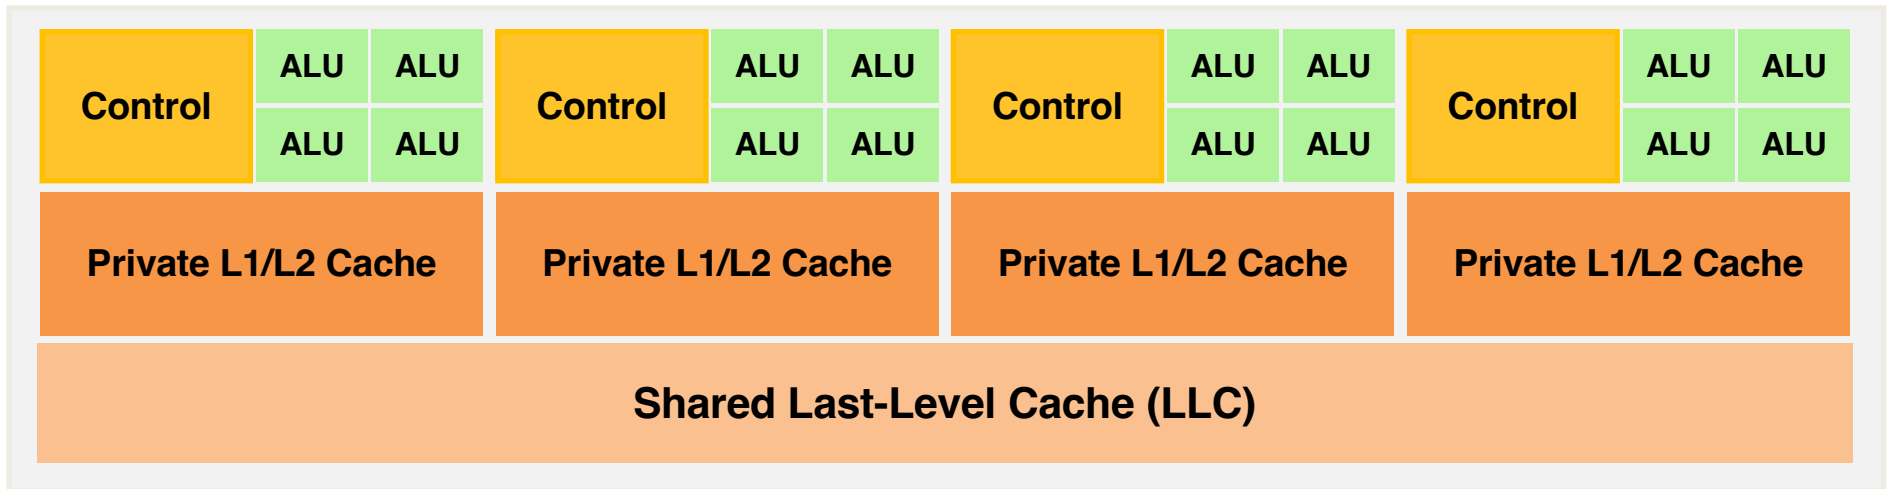 ALU ALU ALU ALU ALU ALU ALU ALU
Control Control Control Control
ALU ALU ALU ALU ALU ALU ALU ALU
Private L1/L2 Cache Private L1/L2 Cache Private L1/L2 Cache Private L1/L2 Cache
Shared Last-Level Cache (LLC)